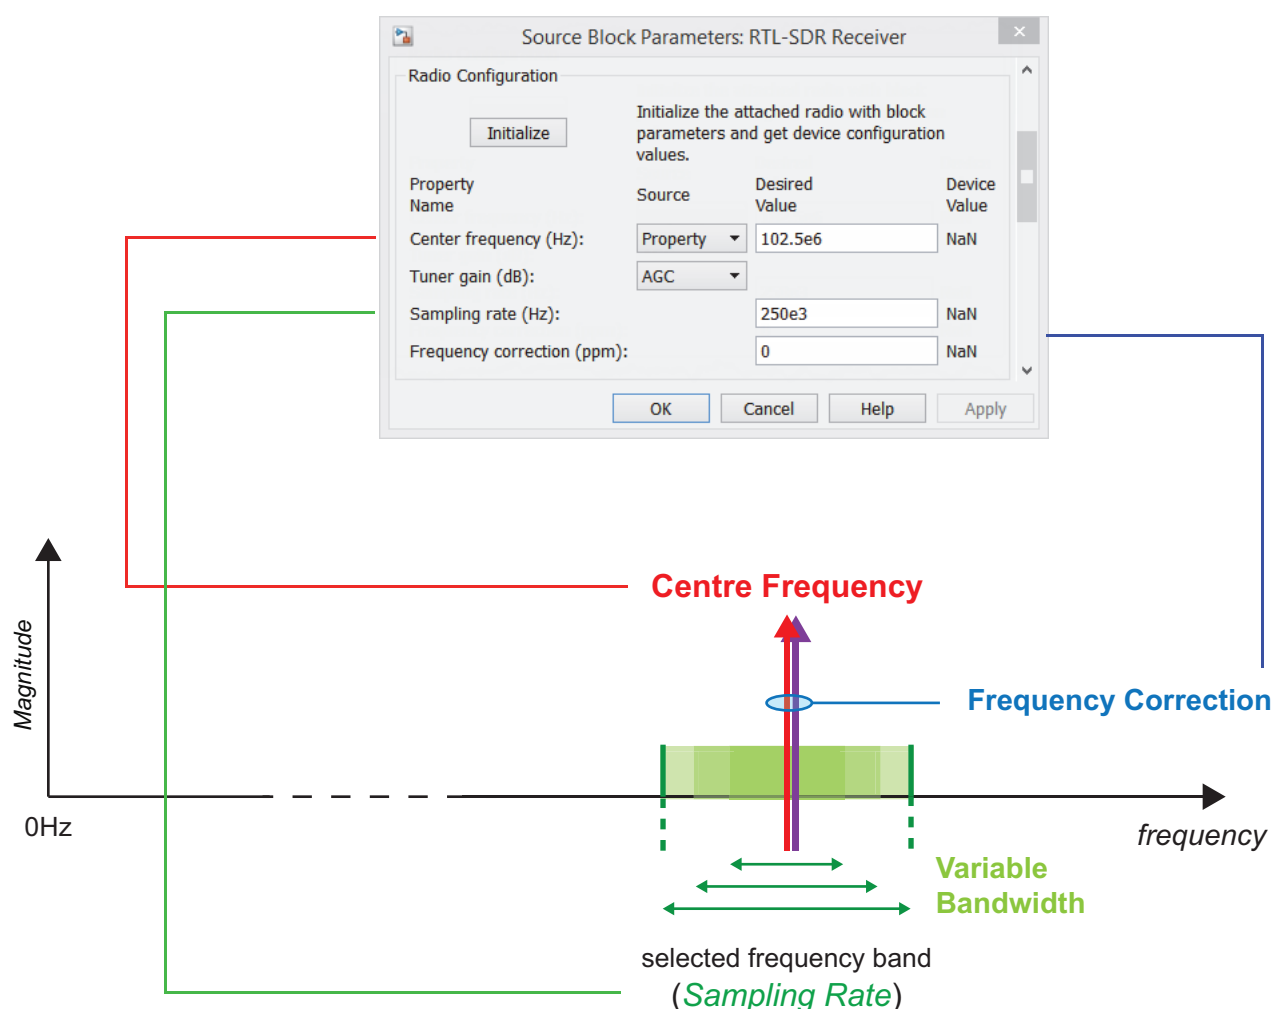 Source Block Parameters: RTL-SDR Receiver
Radio Configuration
Initialize
Initialize the attached radio with block
parameters and get device configuration
values.
Property
Name
Source
Desired
Value
Device
Value
Center frequency (Hz):
Property
102.5e6
NaN
Tuner gain (dB):
AGC
Sampling rate (Hz):
250e3
NaN
Frequency correction (ppm):
0
NaN
OK
Cancel
Help
Apply
Magnitude
Centre Frequency
Frequency Correction
0Hz
frequency
Variable
Bandwidth
selected frequency band
(Sampling Rate)